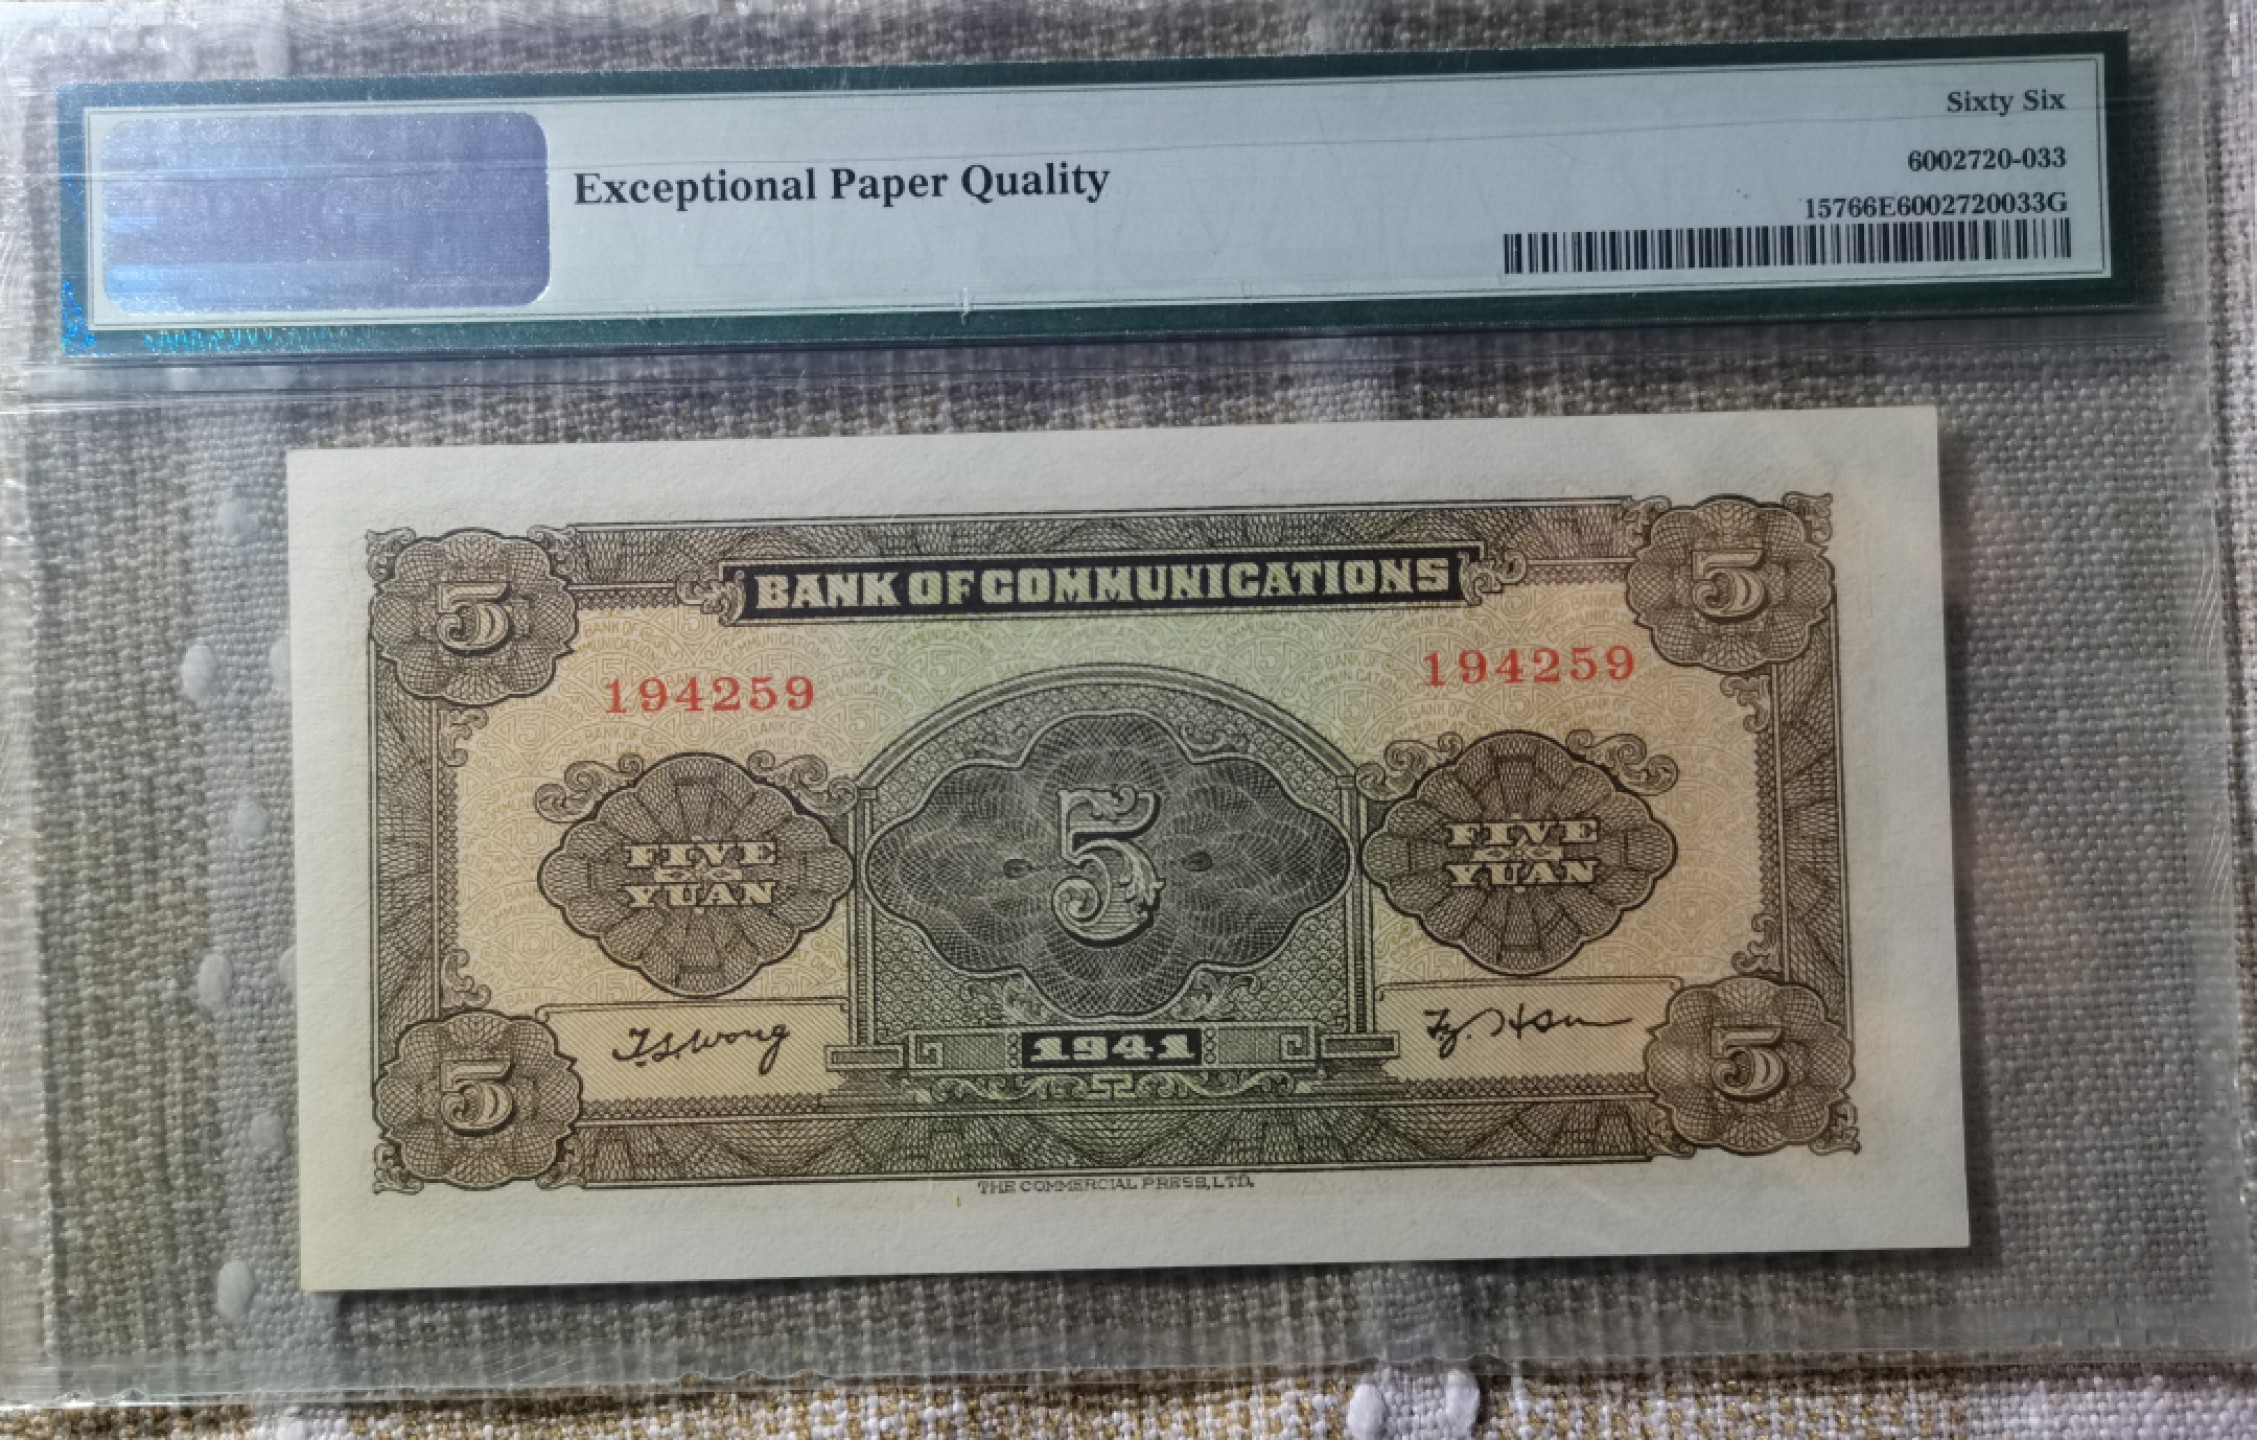 Sixty Six
6002720-033
Exceptional Paper Quality
15766E6002720033G
5 5
BANK OF COMMUNICATIONS
194259 194259
5
FIVE YUAN
FIVE YUAN
T.S. Wong
1941
5 5
THE COMMERCIAL PRESS, LTD.